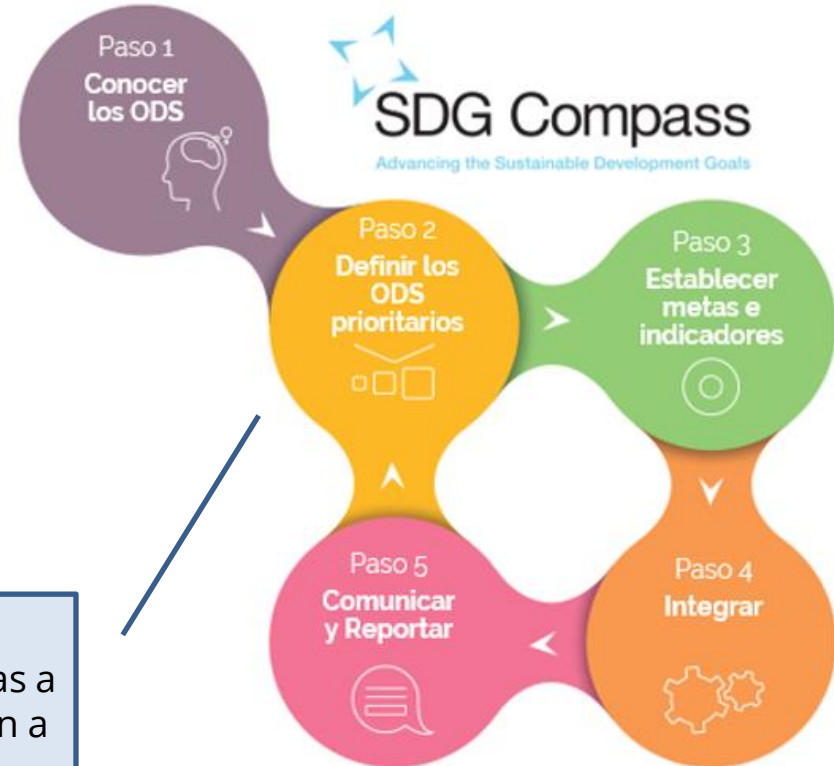 Paso 1
Conocer
los ODS
SDG Compass
Advancing the Sustainable Development Goals
Paso 2
Definir los
ODS
prioritarios
Paso 3
Establecer
metas e
indicadores
Paso 4
Integrar
Paso 5
Comunicar
y Reportar
a
a